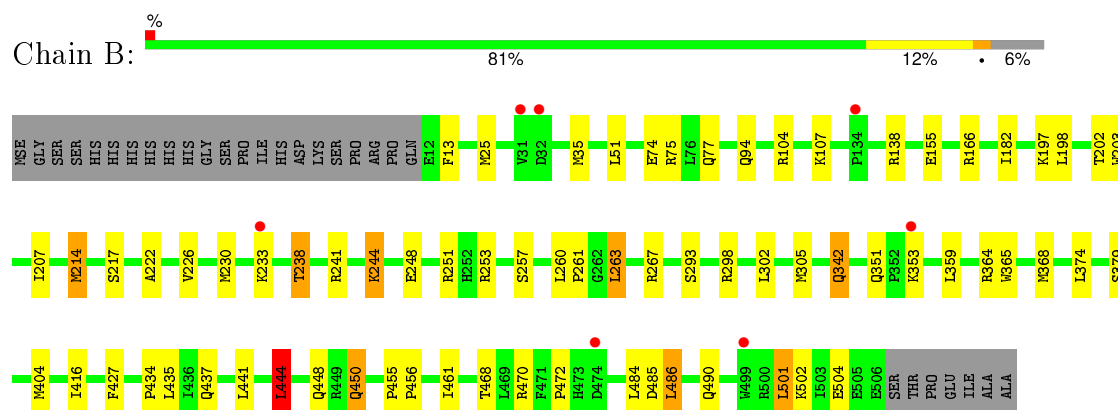 %
Chain B:
81% 12% • 6%
MSE GLY SER SER HIS HIS HIS HIS HIS HIS GLY SER PRO ILE HIS ASP LYS SER PRO ARG PRO GLN E12 F13 M25 V31 D32 M35 L51 E74 R75 L76 Q77 Q94 R104 K107 P134 R138 E155 R166 I182 K197 L198 T202 W203
I207 M214 S217 A222 V226 M230 K233 T238 R241 K244 E248 R251 H252 R253 S257 L260 P261 G262 L263 R267 S293 R298 L302 M305 Q342 Q351 P352 K353 L359 R364 W365 M368 L374
M404 I416 F427 P434 L435 I436 Q437 L441 L444 Q448 R449 Q450 P455 P456 I461 T468 L469 R470 F471 P472 H473 D474 L484 D485 L486 Q490 W499 R500 L501 K502 I503 E504 E505 E506 SER THR PRO GLU ILE ALA ALA